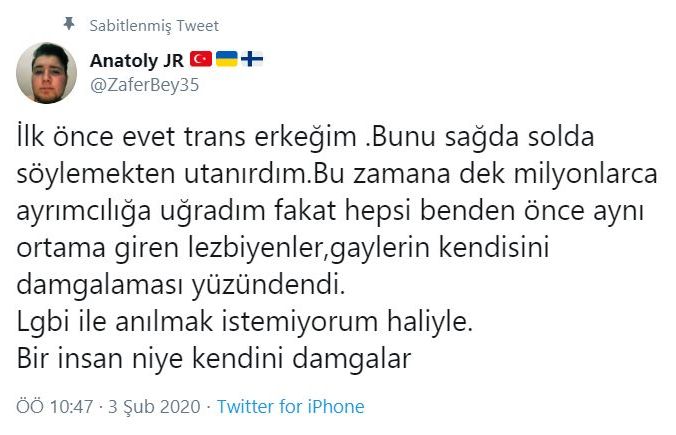 Sabitlenmiş Tweet
Anatoly JR 🇹🇷🇺🇦🇫🇮
@ZaferBey35
İlk önce evet trans erkeğim .Bunu sağda solda
söylemekten utanırdım.Bu zamana dek milyonlarca
ayrımcılığa uğradım fakat hepsi benden önce aynı
ortama giren lezbiyenler,gaylerin kendisini
damgalaması yüzündendi.
Lgbi ile anılmak istemiyorum haliyle.
Bir insan niye kendini damgalar
ÖÖ 10:47 · 3 Şub 2020 · Twitter for iPhone